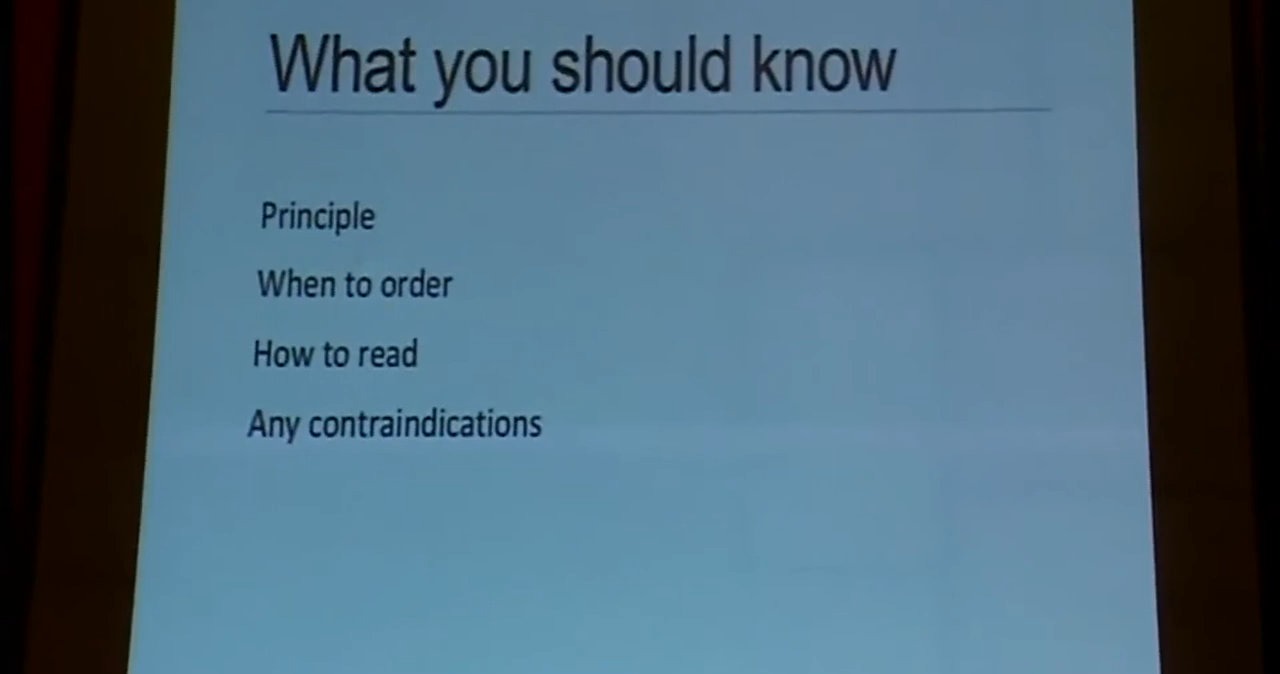 What you should know
Principle
When to order
How to read
Any contraindications